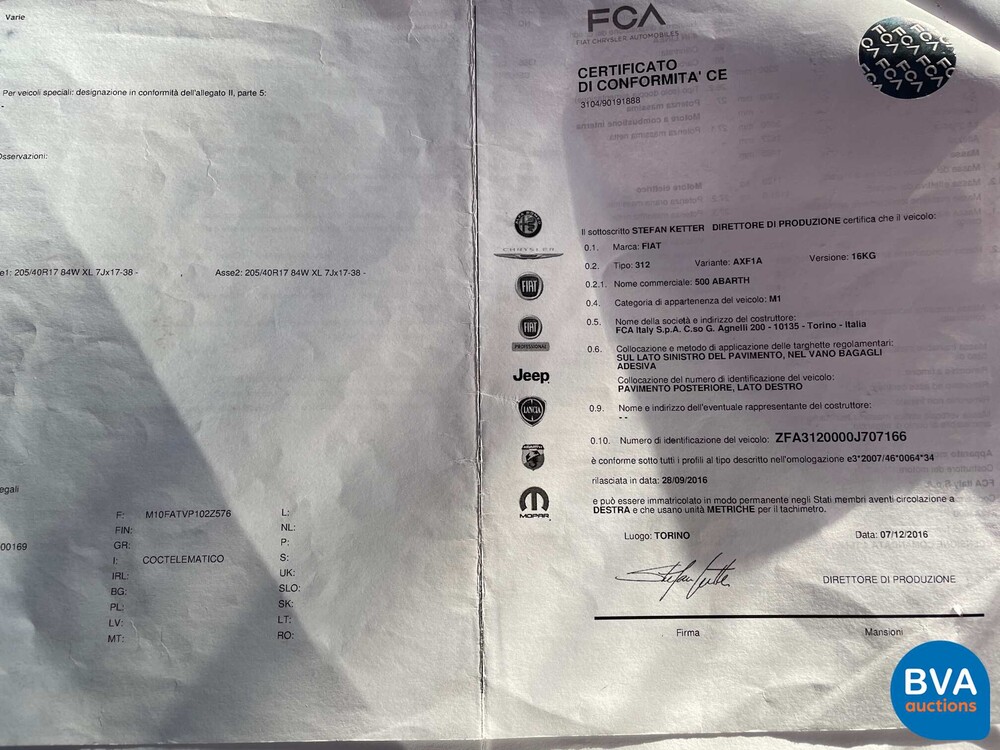 Varie
Per veicoli speciali: designazione in conformità dell'allegato II, parte 5:
-
Osservazioni:
e1: 205/40R17 84W XL 7Jx17-38 -
Asse2: 205/40R17 84W XL 7Jx17-38 -
egali
00169
F: M10FATVP102Z576
FIN:
GR:
I: COCTELEMATICO
IRL:
BG:
PL:
LV:
MT:
L:
NL:
P:
S:
UK:
SLO:
SK:
LT:
RO:
FCA
FIAT CHRYSLER AUTOMOBILES
CERTIFICATO
DI CONFORMITA' CE
3104/90191888
FCA FCA FCA
CHRYSLER
FIAT
FIAT
PROFESSIONAL
Jeep
LANCIA
ABARTH
MOPAR
Il sottoscritto STEFAN KETTER DIRETTORE DI PRODUZIONE certifica che il veicolo:
0.1. Marca: FIAT
0.2. Tipo: 312 Variante: AXF1A Versione: 16KG
0.2.1. Nome commerciale: 500 ABARTH
0.4. Categoria di appartenenza del veicolo: M1
0.5. Nome della società e indirizzo del costruttore:
FCA Italy S.p.A. C.so G. Agnelli 200 - 10135 - Torino - Italia
0.6. Collocazione e metodo di applicazione delle targhette regolamentari:
SUL LATO SINISTRO DEL PAVIMENTO, NEL VANO BAGAGLI
ADESIVA
Collocazione del numero di identificazione del veicolo:
PAVIMENTO POSTERIORE, LATO DESTRO
0.9. Nome e indirizzo dell'eventuale rappresentante del costruttore:
- -
0.10. Numero di identificazione del veicolo: ZFA3120000J707166
è conforme sotto tutti i profili al tipo descritto nell'omologazione e3*2007/46*0064*34
rilasciata in data: 28/09/2016
e può essere immatricolato in modo permanente negli Stati membri aventi circolazione a
DESTRA e che usano unità METRICHE per il tachimetro.
Luogo: TORINO Data: 07/12/2016
Stefan Ketter
DIRETTORE DI PRODUZIONE
Firma Mansioni
BVA
auctions